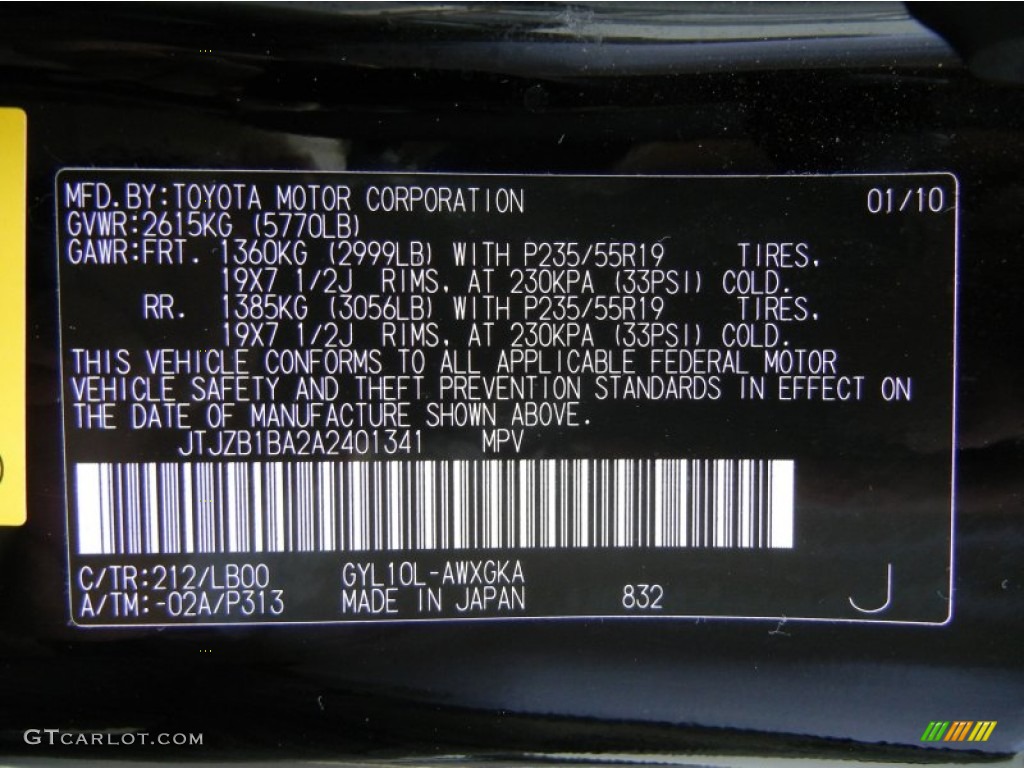 MFD.BY:TOYOTA MOTOR CORPORATION 01/10
GVWR:2615KG (5770LB)
GAWR:FRT. 1360KG (2999LB) WITH P235/55R19 TIRES,
19X7 1/2J RIMS, AT 230KPA (33PSI) COLD.
RR. 1385KG (3056LB) WITH P235/55R19 TIRES,
19X7 1/2J RIMS, AT 230KPA (33PSI) COLD.
THIS VEHICLE CONFORMS TO ALL APPLICABLE FEDERAL MOTOR
VEHICLE SAFETY AND THEFT PREVENTION STANDARDS IN EFFECT ON
THE DATE OF MANUFACTURE SHOWN ABOVE.
JTJZB1BA2A2401341 MPV
C/TR:212/LB00 GYL10L-AWXGKA
A/TM:-02A/P313 MADE IN JAPAN 832 J
GTCARLOT.COM